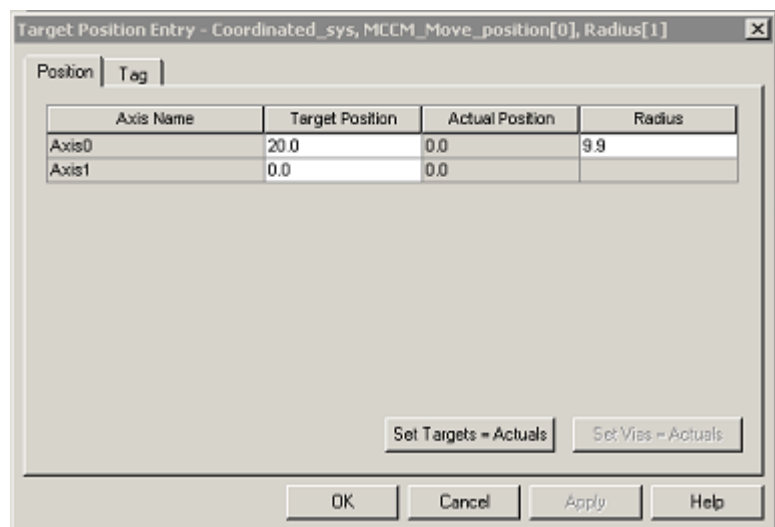 Target Position Entry - Coordinated_sys, MCCM_Move_position[0], Radius[1]
Position Tag
Axis Name Target Position Actual Position Radius
Axis0 20.0 0.0 9.9
Axis1 0.0 0.0
Set Targets = Actuals Set Vias = Actuals
OK Cancel Apply Help